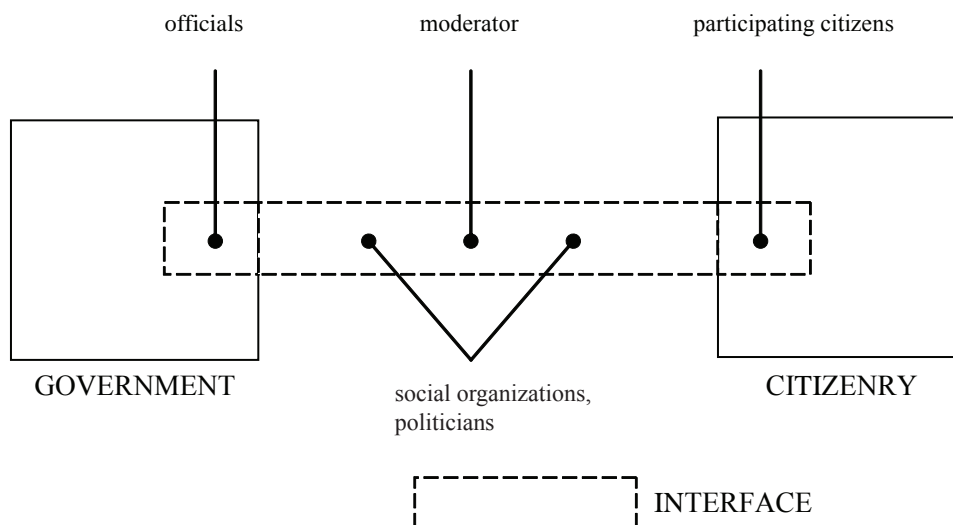 officials
moderator
participating citizens
GOVERNMENT
CITIZENRY
social organizations,
politicians
INTERFACE